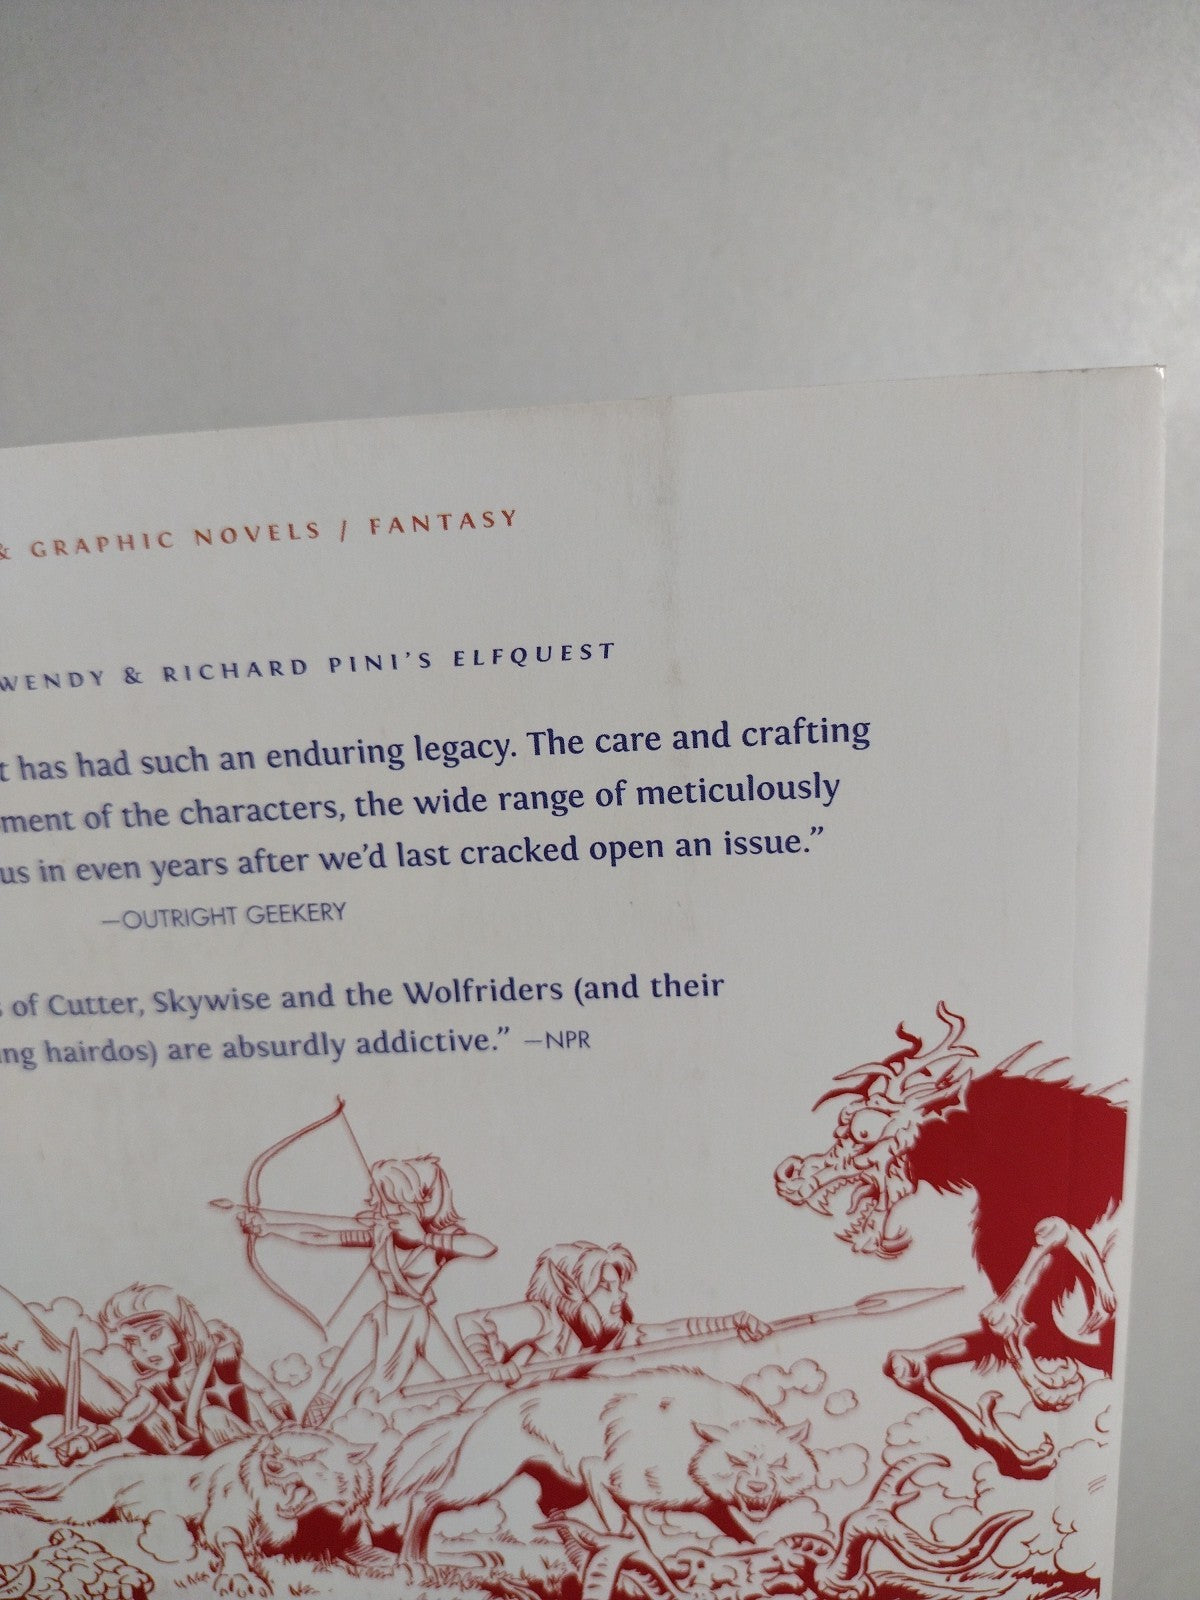 & GRAPHIC NOVELS / FANTASY
WENDY & RICHARD PINI'S ELFQUEST
has had such an enduring legacy. The care and crafting
of the characters, the wide range of meticulously
us in even years after we'd last cracked open an issue.”
—OUTRIGHT GEEKERY
of Cutter, Skywise and the Wolfriders (and their
hairdos) are absurdly addictive.” —NPR